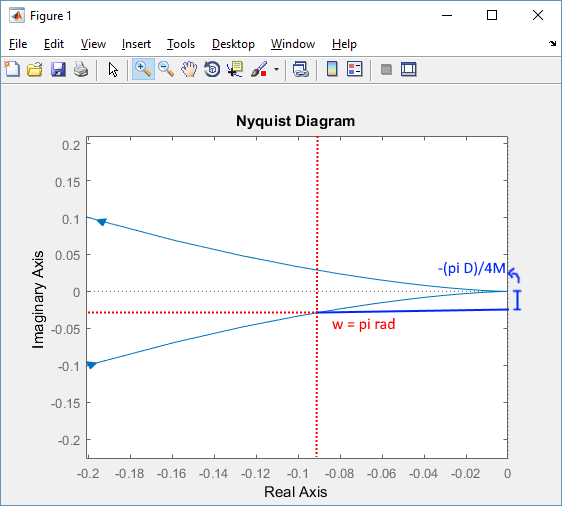 Figure 1
File Edit View Insert Tools Desktop Window Help
Nyquist Diagram
Imaginary Axis
0.2
0.15
0.1
0.05
0
-0.05
-0.1
-0.15
-0.2
-(pi D)/4M
w = pi rad
-0.2 -0.18 -0.16 -0.14 -0.12 -0.1 -0.08 -0.06 -0.04 -0.02 0
Real Axis